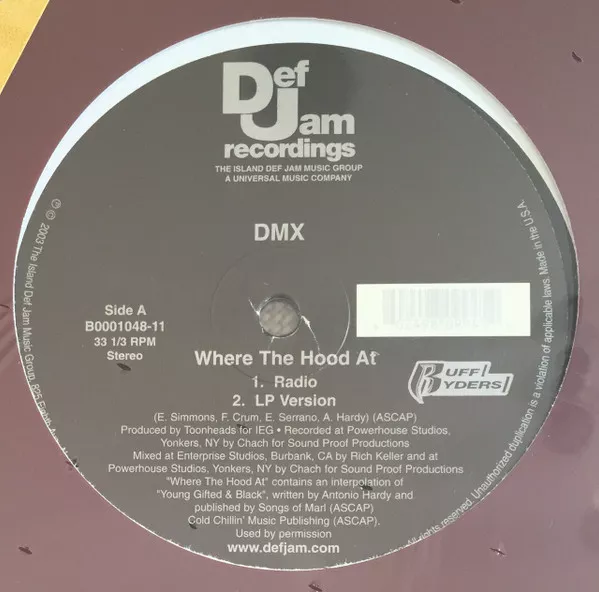 Def
Jam
recordings
THE ISLAND DEF JAM MUSIC GROUP
A UNIVERSAL MUSIC COMPANY
DMX
Side A
B0001048-11
33 1/3 RPM
Stereo
Where The Hood At
1. Radio
2. LP Version
RUFF
RYDERS
(E. Simmons, F. Crum, E. Serrano, A. Hardy) (ASCAP)
Produced by Toonheads for IEG • Recorded at Powerhouse Studios,
Yonkers, NY by Chach for Sound Proof Productions
Mixed at Enterprise Studios, Burbank, CA by Rich Keller and at
Powerhouse Studios, Yonkers, NY by Chach for Sound Proof Productions
"Where The Hood At" contains an interpretation of
"Young Gifted & Black", written by Antonio Hardy and
published by Songs of Marl (ASCAP)/
Cold Chillin' Music Publishing (ASCAP).
Used by permission
www.defjam.com
℗ © 2003 The Island Def Jam Music Group, 825
All rights reserved. Unauthorized duplication is a violation of applicable laws. Made in the U.S.A.